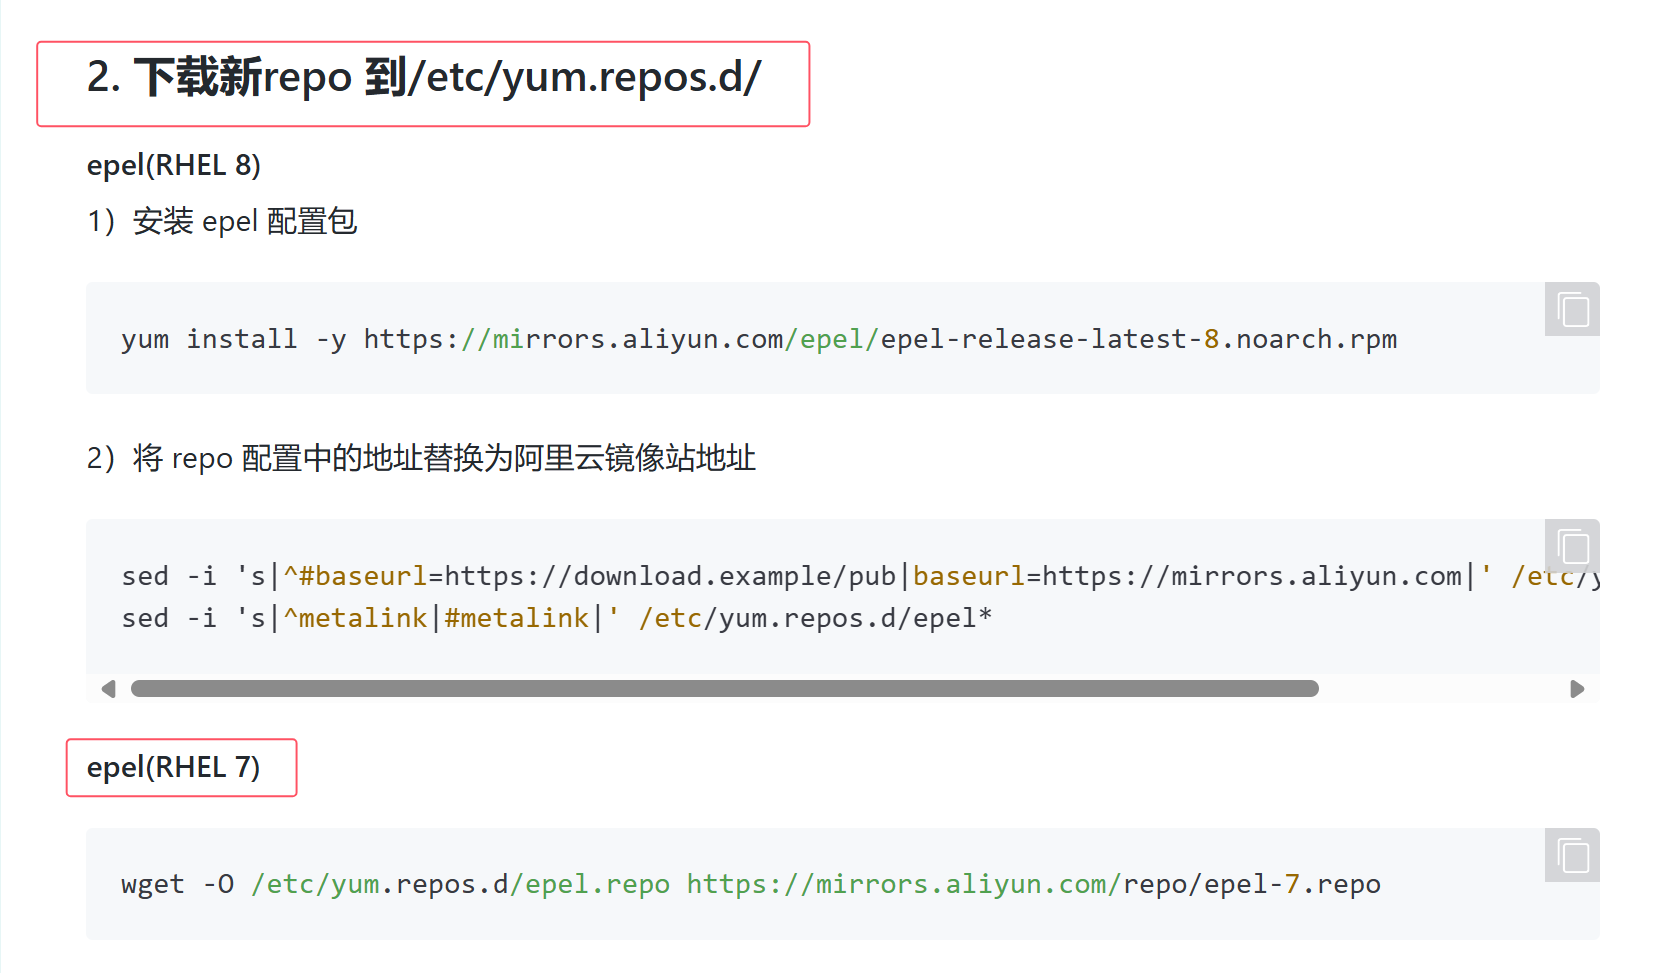 2. 下载新repo 到/etc/yum.repos.d/
epel(RHEL 8)
1）安装 epel 配置包
yum install -y https://mirrors.aliyun.com/epel/epel-release-latest-8.noarch.rpm
2）将 repo 配置中的地址替换为阿里云镜像站地址
sed -i 's|^#baseurl=https://download.example/pub|baseurl=https://mirrors.aliyun.com|' /etc/y
sed -i 's|^metalink|#metalink|' /etc/yum.repos.d/epel*
epel(RHEL 7)
wget -O /etc/yum.repos.d/epel.repo https://mirrors.aliyun.com/repo/epel-7.repo